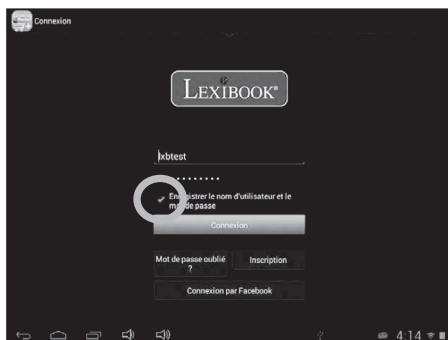 Connexion
LEXIBOOK®
lxbtest
Enregistrer le nom d'utilisateur et le
mot de passe
Connexion
Mot de passe oublié
?
Inscription
Connexion par Facebook
4:14